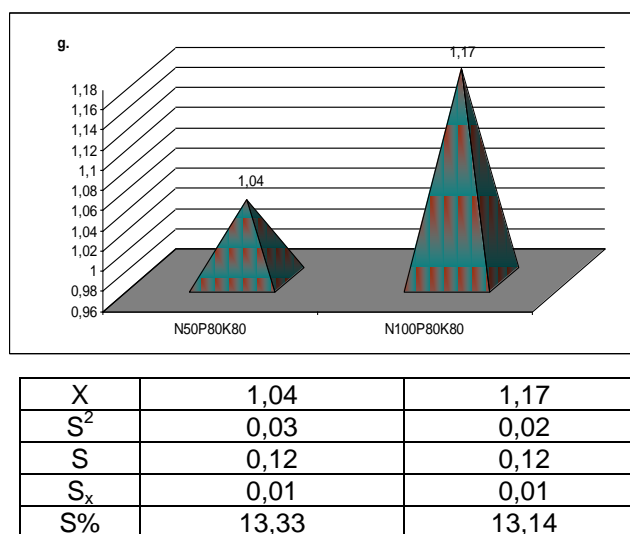 g.
1,18
1,16
1,14
1,12
1,1
1,08
1,06
1,04
1,02
1
0,98
0,96
1,04
1,17
N50P80K80 N100P80K80
X 1,04 1,17
S² 0,03 0,02
S 0,12 0,12
Sₓ 0,01 0,01
S% 13,33 13,14